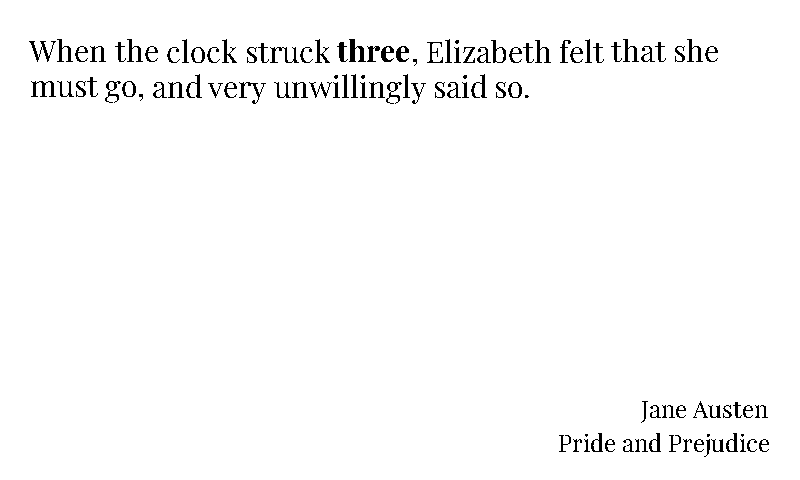 When the clock struck three, Elizabeth felt that she
must go, and very unwillingly said so.
Jane Austen
Pride and Prejudice